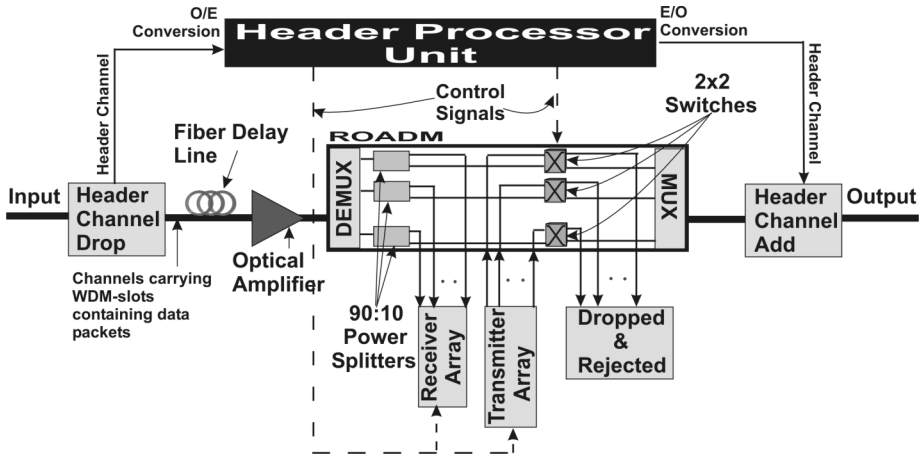 O/E
Conversion
Header Processor
Unit
E/O
Conversion
Header Channel
Header Channel
Control
Signals
2x2
Switches
Fiber Delay
Line
ROADM
Input
Header
Channel
Drop
DEMUX
MUX
Header
Channel
Add
Output
Optical
Amplifier
Channels carrying
WDM-slots
containing data
packets
90:10
Power
Splitters
Receiver
Array
Transmitter
Array
Dropped
&
Rejected